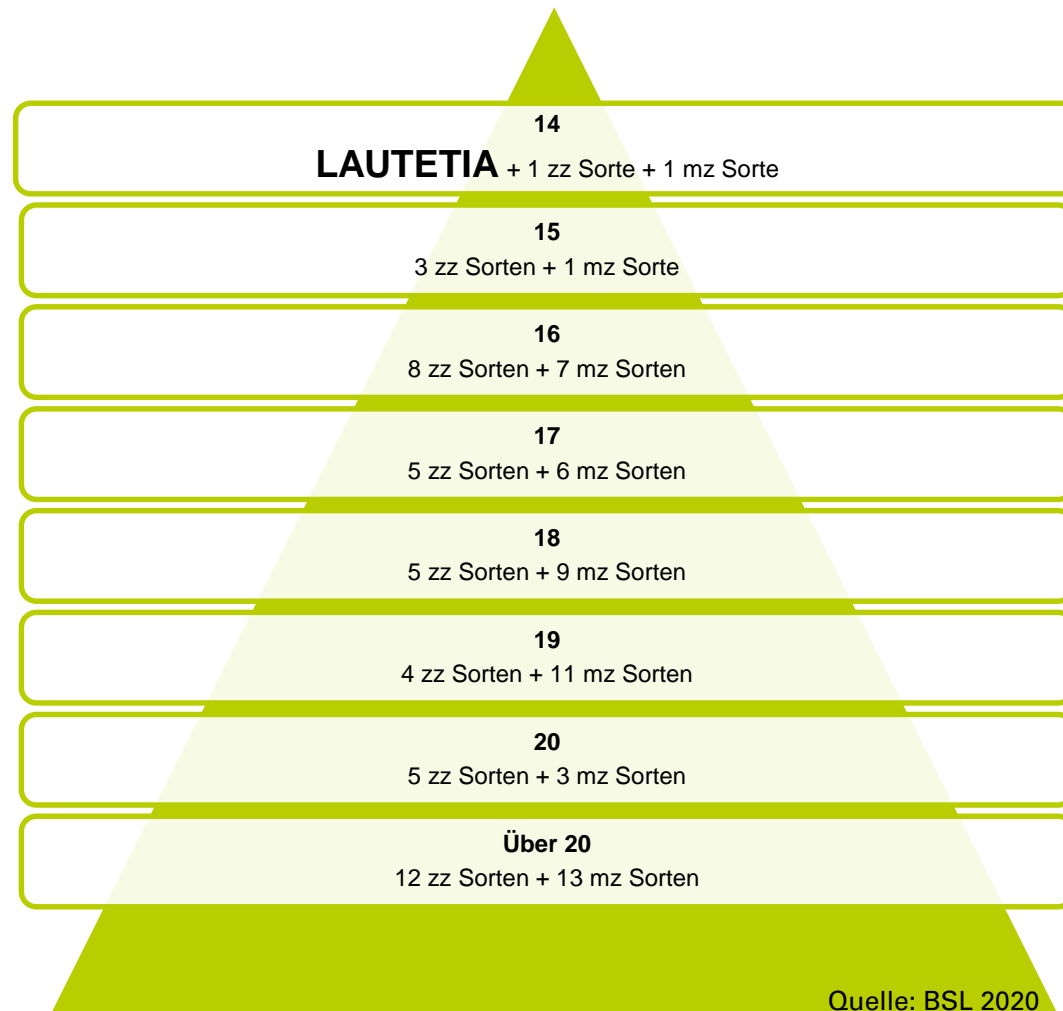 14
LAUTETIA + 1 zz Sorte + 1 mz Sorte
15
3 zz Sorten + 1 mz Sorte
16
8 zz Sorten + 7 mz Sorten
17
5 zz Sorten + 6 mz Sorten
18
5 zz Sorten + 9 mz Sorten
19
4 zz Sorten + 11 mz Sorten
20
5 zz Sorten + 3 mz Sorten
Über 20
12 zz Sorten + 13 mz Sorten
Quelle: BSL 2020